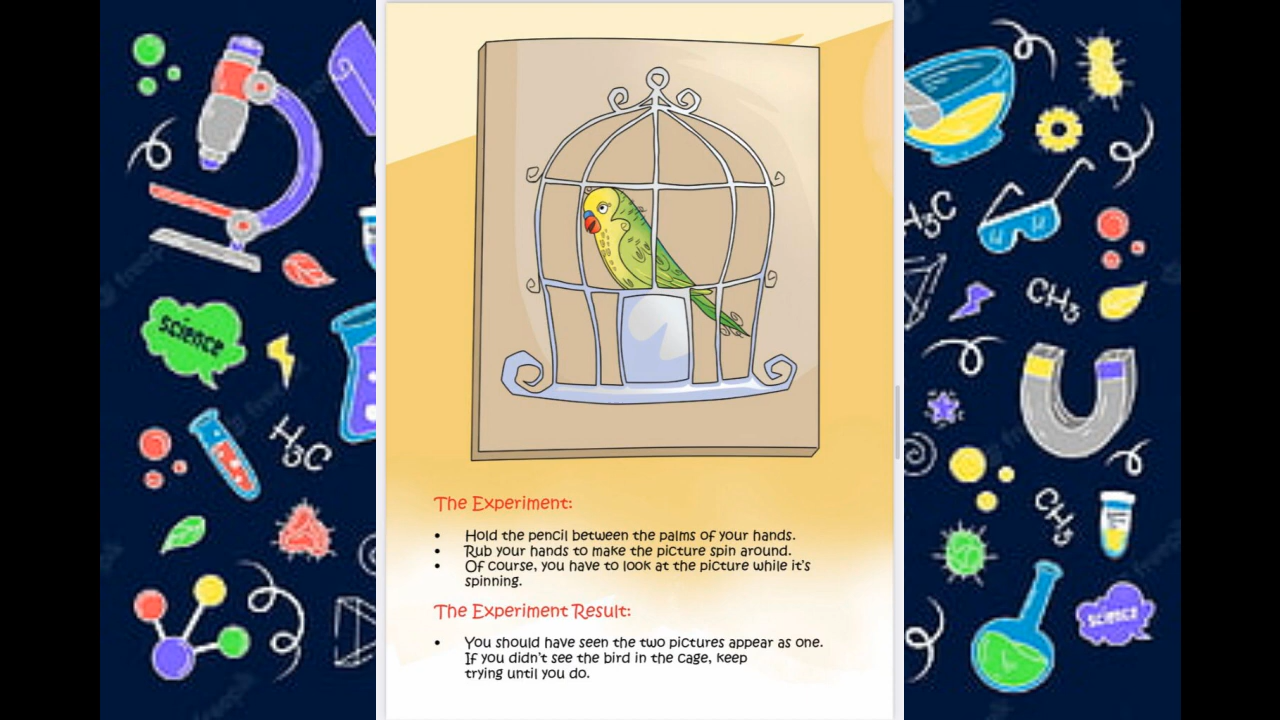 The Experiment:
• Hold the pencil between the palms of your hands.
• Rub your hands to make the picture spin around.
• Of course, you have to look at the picture while it's
spinning.
The Experiment Result:
• You should have seen the two pictures appear as one.
If you didn't see the bird in the cage, keep
trying until you do.
science
H3C
H3C
CH3
CH3
science